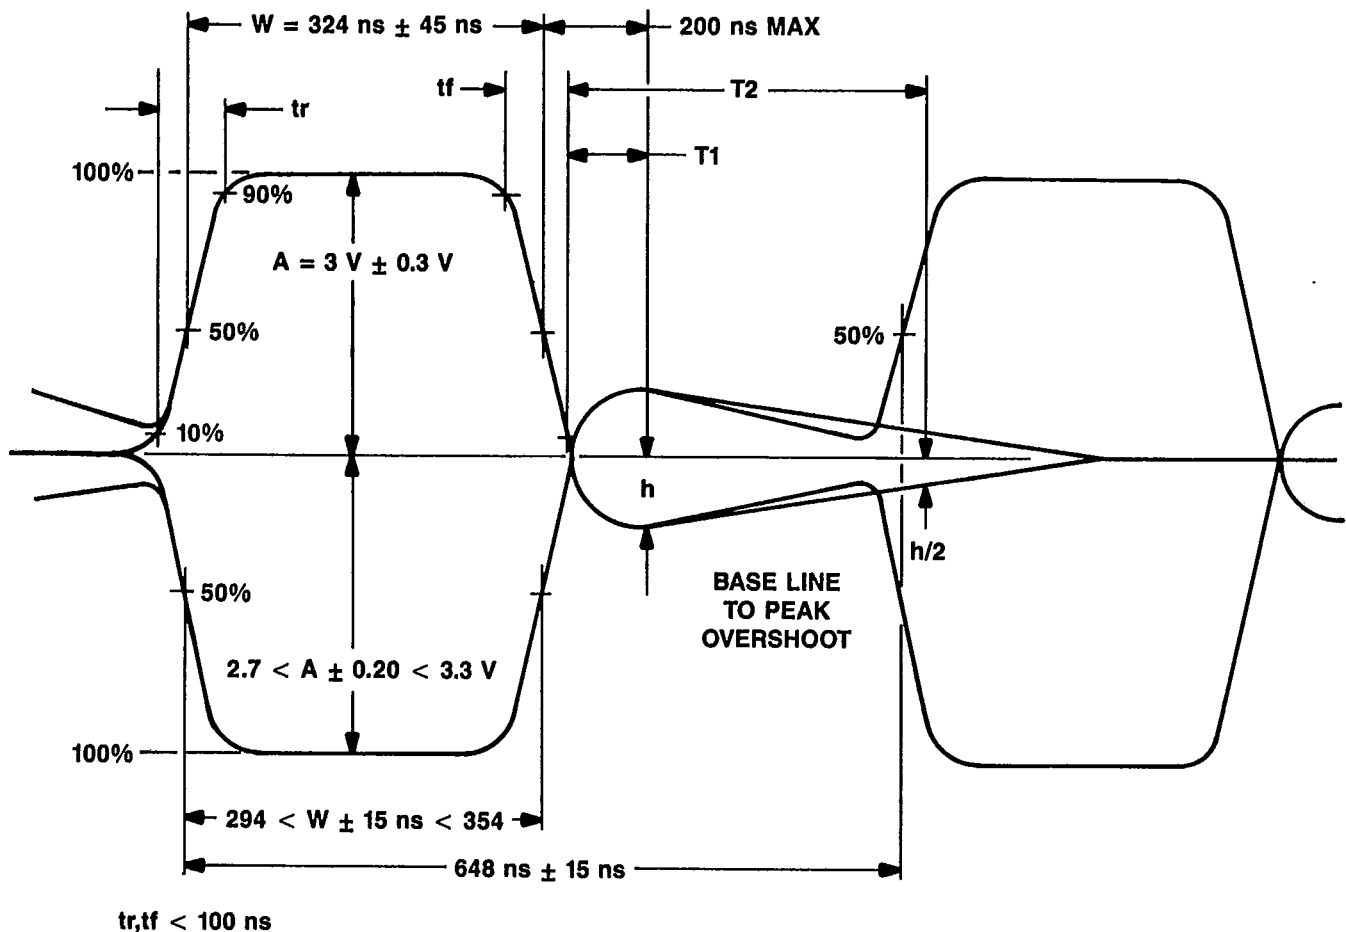 W = 324 ns ± 45 ns
200 ns MAX
tf
T2
tr
T1
100%
90%
A = 3 V ± 0.3 V
50%
50%
10%
h
h/2
50%
BASE LINE
TO PEAK
OVERSHOOT
2.7 < A ± 0.20 < 3.3 V
100%
294 < W ± 15 ns < 354
648 ns ± 15 ns
tr,tf < 100 ns